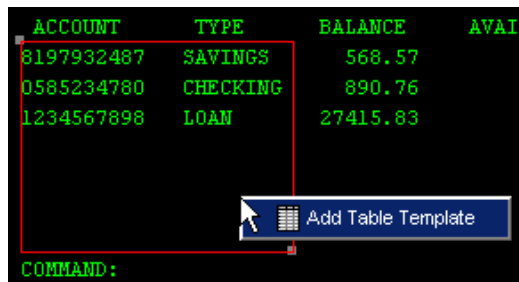 ACCOUNT TYPE BALANCE AVAI
8197932487 SAVINGS 568.57
0585234780 CHECKING 890.76
1234567898 LOAN 27415.83
Add Table Template
COMMAND: